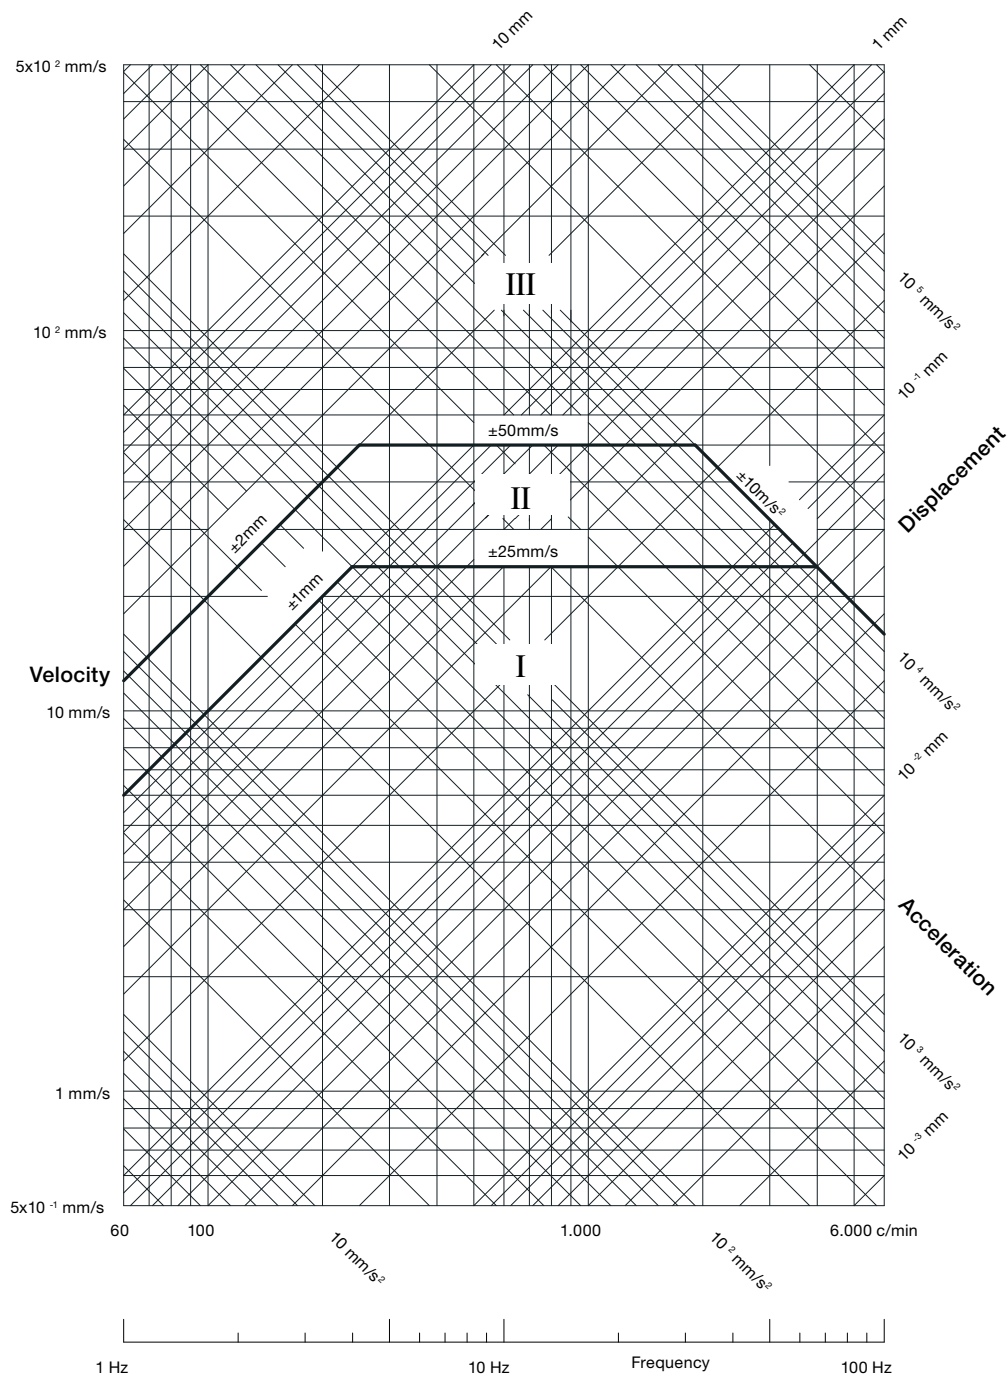 10 mm
1 mm
5x10 ² mm/s
III
10 ⁵ mm/s²
10 ² mm/s
10 ⁻¹ mm
±50mm/s
Displacement
±10m/s²
II
±2mm
±25mm/s
±1mm
I
Velocity
10 ⁴ mm/s²
10 mm/s
10 ⁻² mm
Acceleration
10 ³ mm/s²
1 mm/s
10 ⁻³ mm
5x10 ⁻¹ mm/s
60 100 1.000 6.000 c/min
10 mm/s²
10 ² mm/s²
1 Hz 10 Hz Frequency 100 Hz